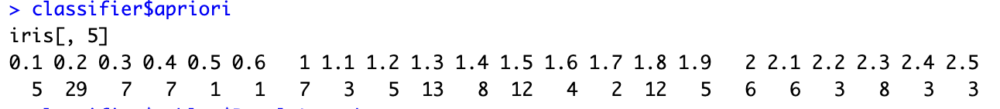 > classifier$apriori
iris[, 5]
0.1 0.2 0.3 0.4 0.5 0.6   1 1.1 1.2 1.3 1.4 1.5 1.6 1.7 1.8 1.9   2 2.1 2.2 2.3 2.4 2.5
  5  29   7   7   1   1   7   3   5  13   8  12   4   2  12   5   6   6   3   8   3   3